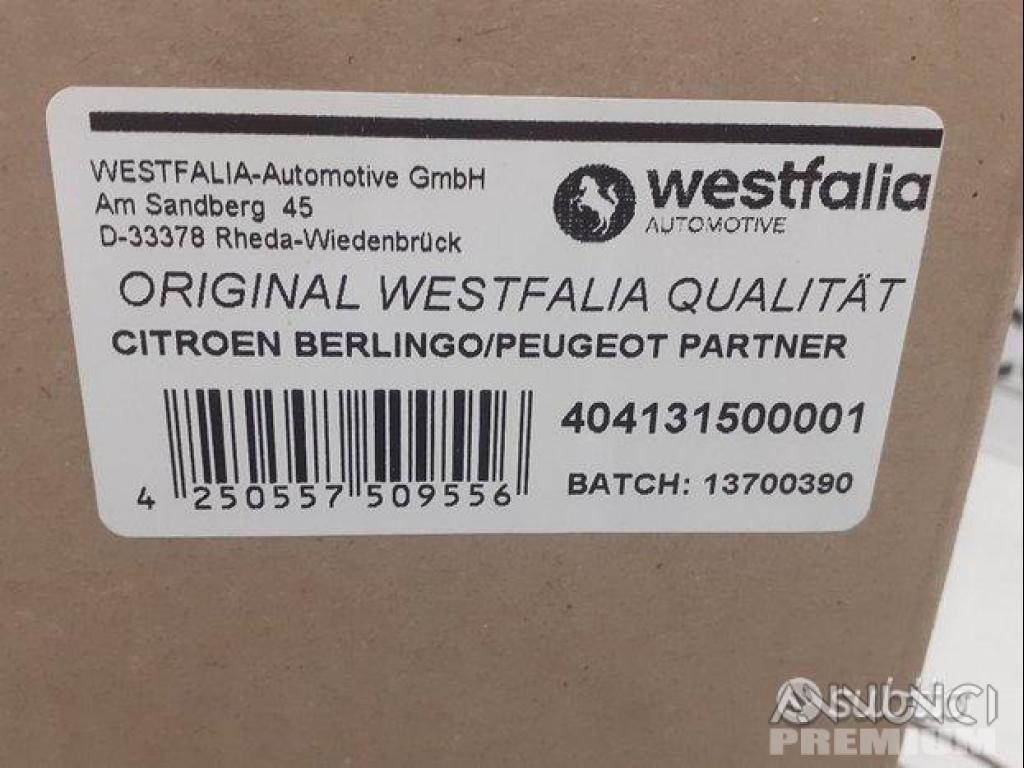 WESTFALIA-Automotive GmbH
Am Sandberg 45
D-33378 Rheda-Wiedenbrück
westfalia
AUTOMOTIVE
ORIGINAL WESTFALIA QUALITÄT
CITROEN BERLINGO/PEUGEOT PARTNER
404131500001
4 250557 509556
BATCH: 13700390
PREMIUM